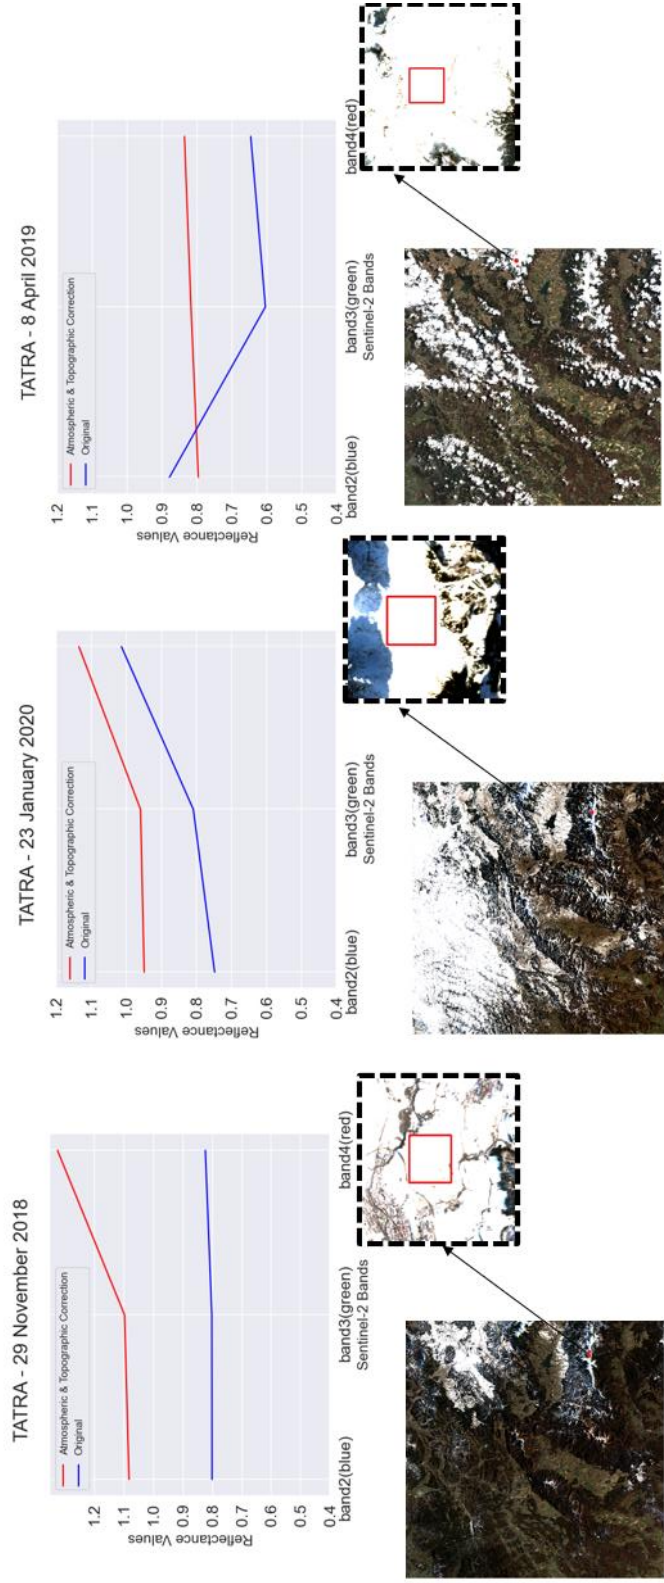 TATRA - 29 November 2018
Atmospheric & Topographic Correction
Original
Reflectance Values
1.2
1.1
1.0
0.9
0.8
0.7
0.6
0.5
0.4
band2(blue)
band3(green)
band4(red)
Sentinel-2 Bands
TATRA - 23 January 2020
Atmospheric & Topographic Correction
Original
Reflectance Values
1.2
1.1
1.0
0.9
0.8
0.7
0.6
0.5
0.4
band2(blue)
band3(green)
Sentinel-2 Bands
TATRA - 8 April 2019
Atmospheric & Topographic Correction
Original
Reflectance Values
1.2
1.1
1.0
0.9
0.8
0.7
0.6
0.5
0.4
band2(blue)
band3(green)
band4(red)
Sentinel-2 Bands